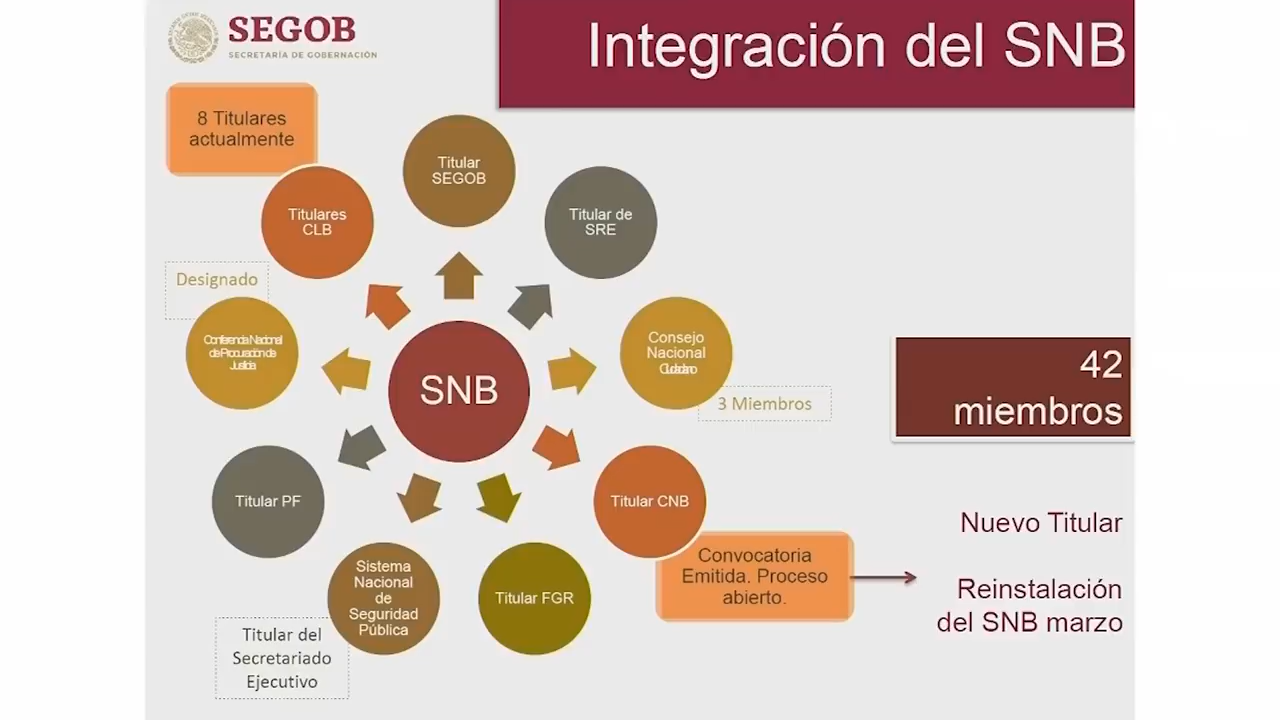 SEGOB
SECRETARÍA DE GOBERNACIÓN
Integración del SNB
8 Titulares
actualmente
Titular
SEGOB
Titulares
CLB
Titular de
SRE
Designado
Conferencia Nacional
de Procuración de
Justicia
Consejo
Nacional
Ciudadano
3 Miembros
SNB
42
miembros
Titular PF
Titular CNB
Sistema
Nacional
de
Seguridad
Pública
Titular FGR
Convocatoria
Emitida. Proceso
abierto.
Nuevo Titular
Reinstalación
del SNB marzo
Titular del
Secretariado
Ejecutivo